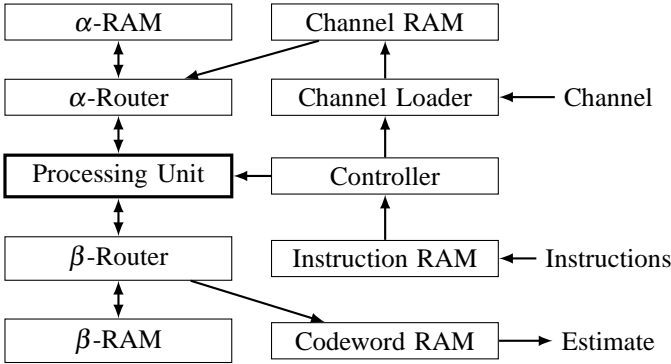 α-RAM
Channel RAM
α-Router
Channel Loader
Channel
Processing Unit
Controller
β-Router
Instruction RAM
Instructions
β-RAM
Codeword RAM
Estimate